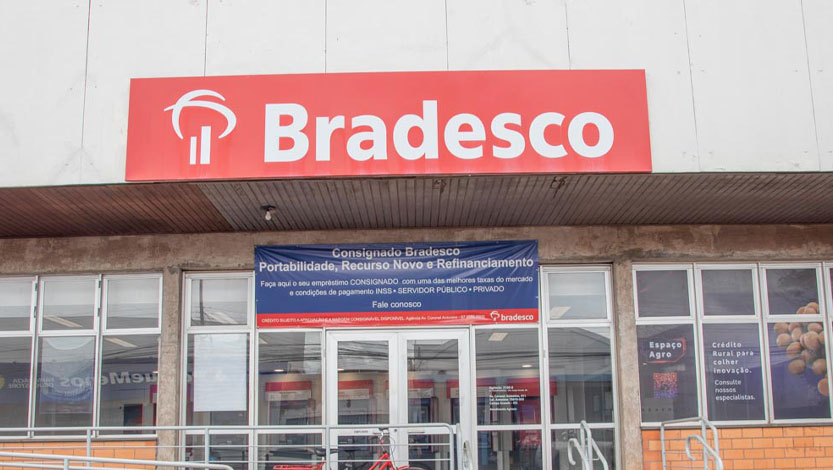 Bradesco
Consignado Bradesco
Portabilidade, Recurso Novo e Refinanciamento
Faça aqui o seu empréstimo CONSIGNADO com uma das melhores taxas do mercado
e condições de pagamento INSS • SERVIDOR PÚBLICO • PRIVADO
Fale conosco
bradesco
Espaço
Agro
Crédito
Rural para
colher
inovação.
Consulte
nossos
especialistas.